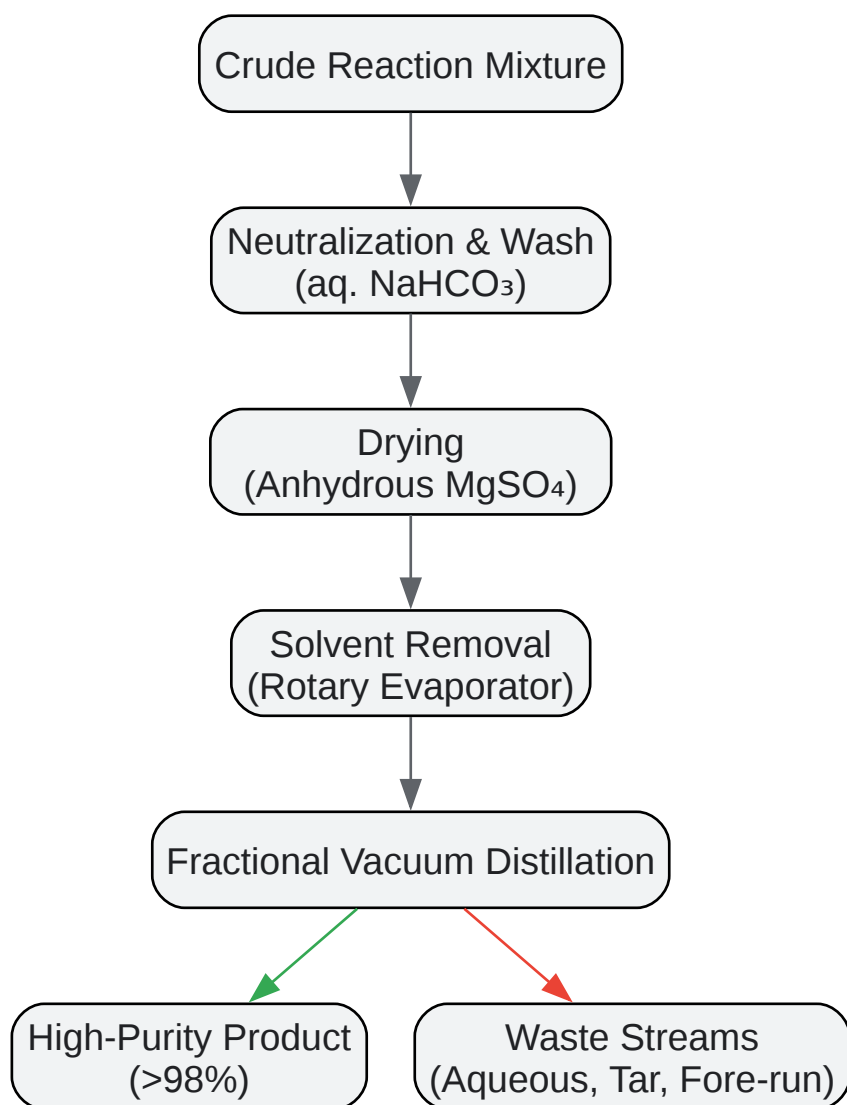 Crude Reaction Mixture
Neutralization & Wash
(aq. NaHCO₃)
Drying
(Anhydrous MgSO₄)
Solvent Removal
(Rotary Evaporator)
Fractional Vacuum Distillation
High-Purity Product
(>98%)
Waste Streams
(Aqueous, Tar, Fore-run)